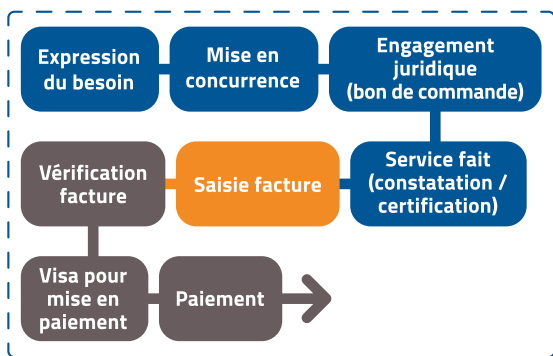 Expression
du besoin
Mise en
concurrence
Engagement
juridique
(bon de commande)
Vérification
facture
Saisie facture
Service fait
(constatation /
certification)
Visa pour
mise en
paiement
Paiement